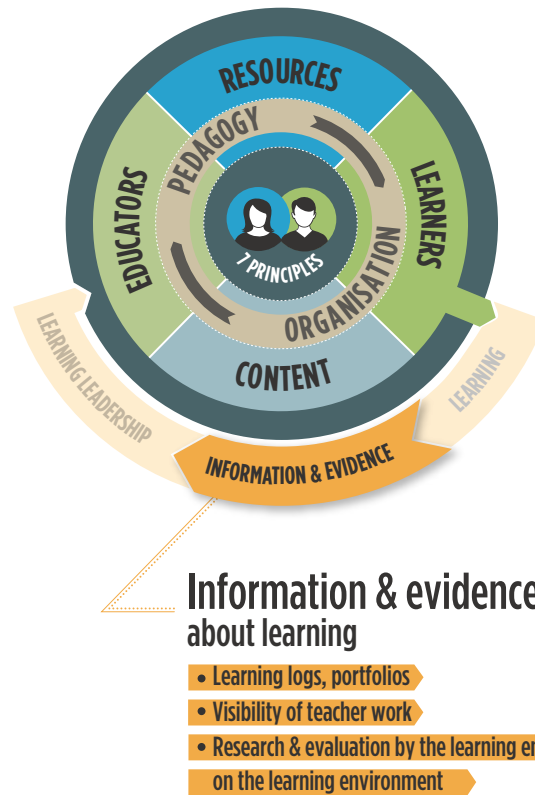 RESOURCES
PEDAGOGY
EDUCATORS
LEARNERS
7 PRINCIPLES
ORGANISATION
CONTENT
LEARNING LEADERSHIP
LEARNING
INFORMATION & EVIDENCE
Information & evidence
about learning
• Learning logs, portfolios
• Visibility of teacher work
• Research & evaluation by the learning
on the learning environment